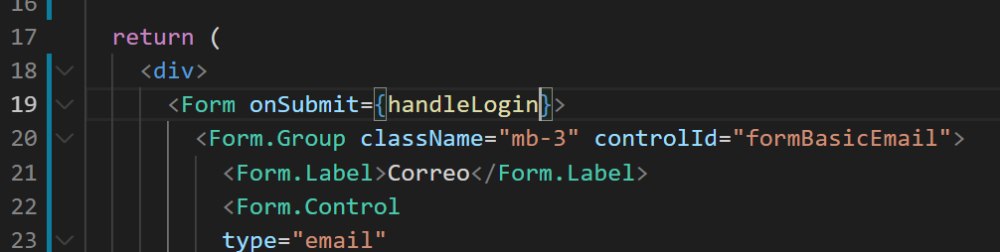 16
17 return (
18 <div>
19 <Form onSubmit={handleLogin}>
20 <Form.Group className="mb-3" controlId="formBasicEmail">
21 <Form.Label>Correo</Form.Label>
22 <Form.Control
23 type="email"